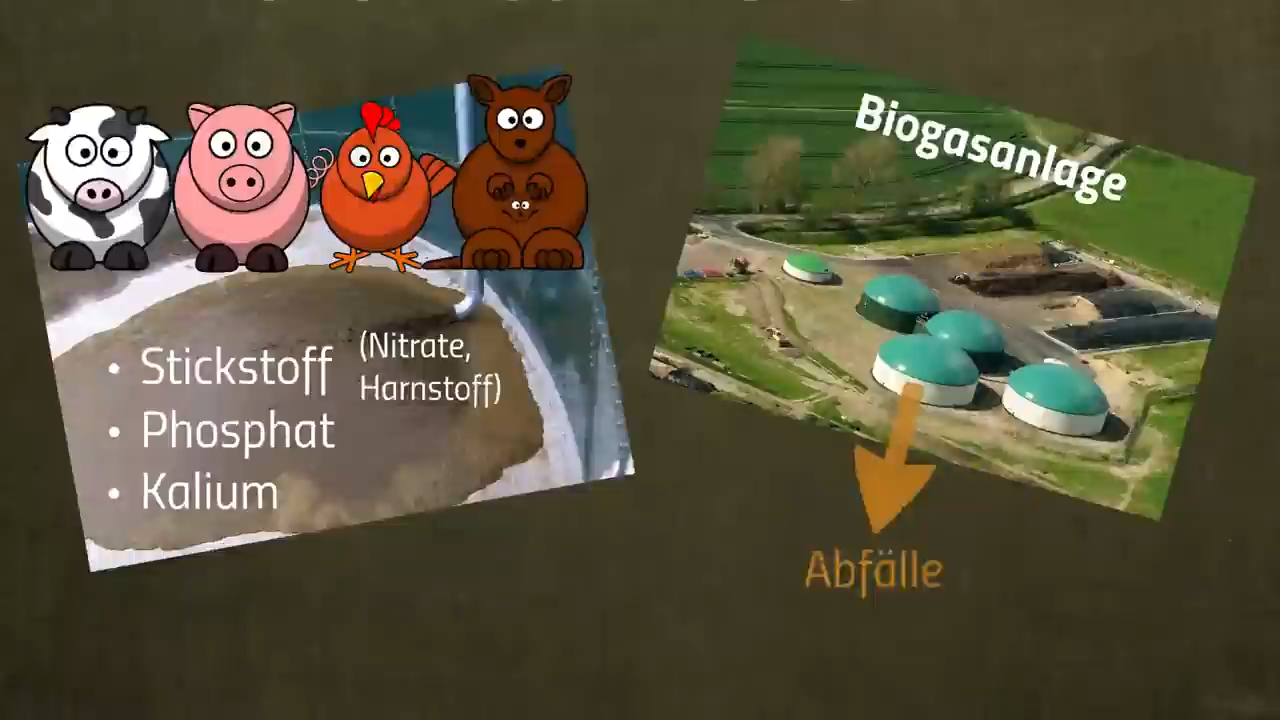 Biogasanlage
• Stickstoff (Nitrate,
Harnstoff)
• Phosphat
• Kalium
Abfälle